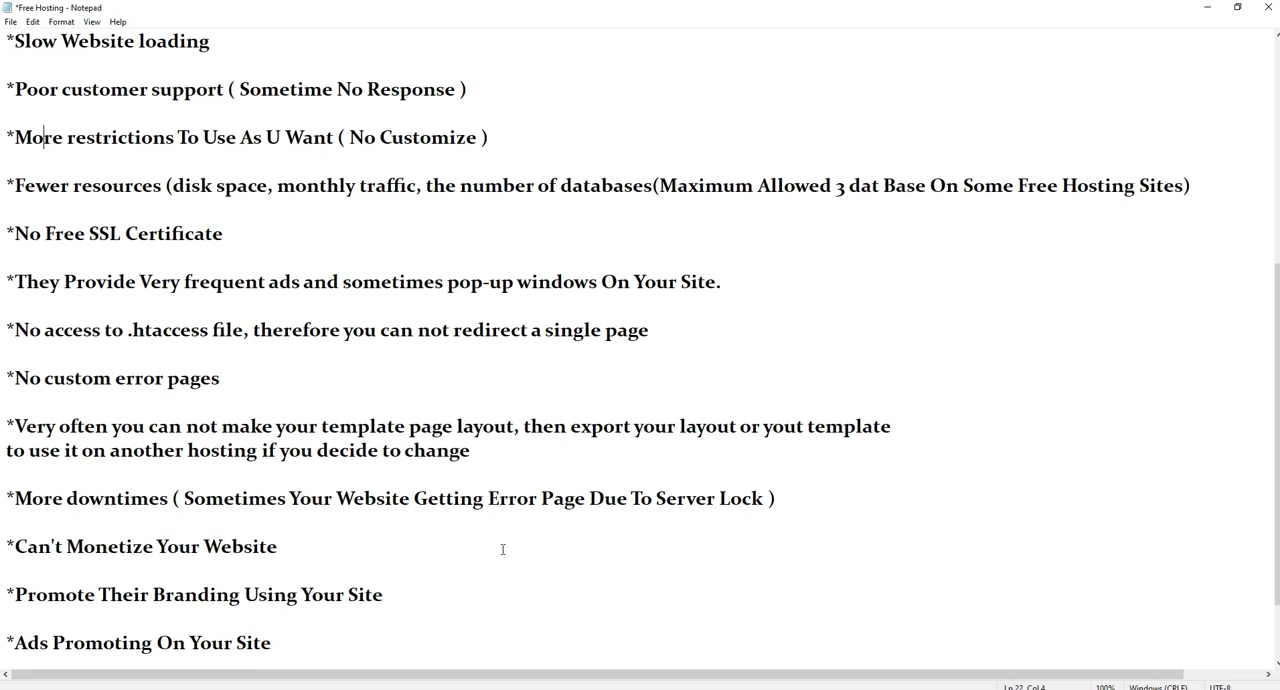 *Free Hosting - Notepad
File Edit Format View Help
*Slow Website loading
*Poor customer support ( Sometime No Response )
*More restrictions To Use As U Want ( No Customize )
*Fewer resources (disk space, monthly traffic, the number of databases(Maximum Allowed 3 dat Base On Some Free Hosting Sites)
*No Free SSL Certificate
*They Provide Very frequent ads and sometimes pop-up windows On Your Site.
*No access to .htaccess file, therefore you can not redirect a single page
*No custom error pages
*Very often you can not make your template page layout, then export your layout or yout template
to use it on another hosting if you decide to change
*More downtimes ( Sometimes Your Website Getting Error Page Due To Server Lock )
*Can't Monetize Your Website
*Promote Their Branding Using Your Site
*Ads Promoting On Your Site
Ln 22, Col 4 100% Windows (CRLF) UTF-8